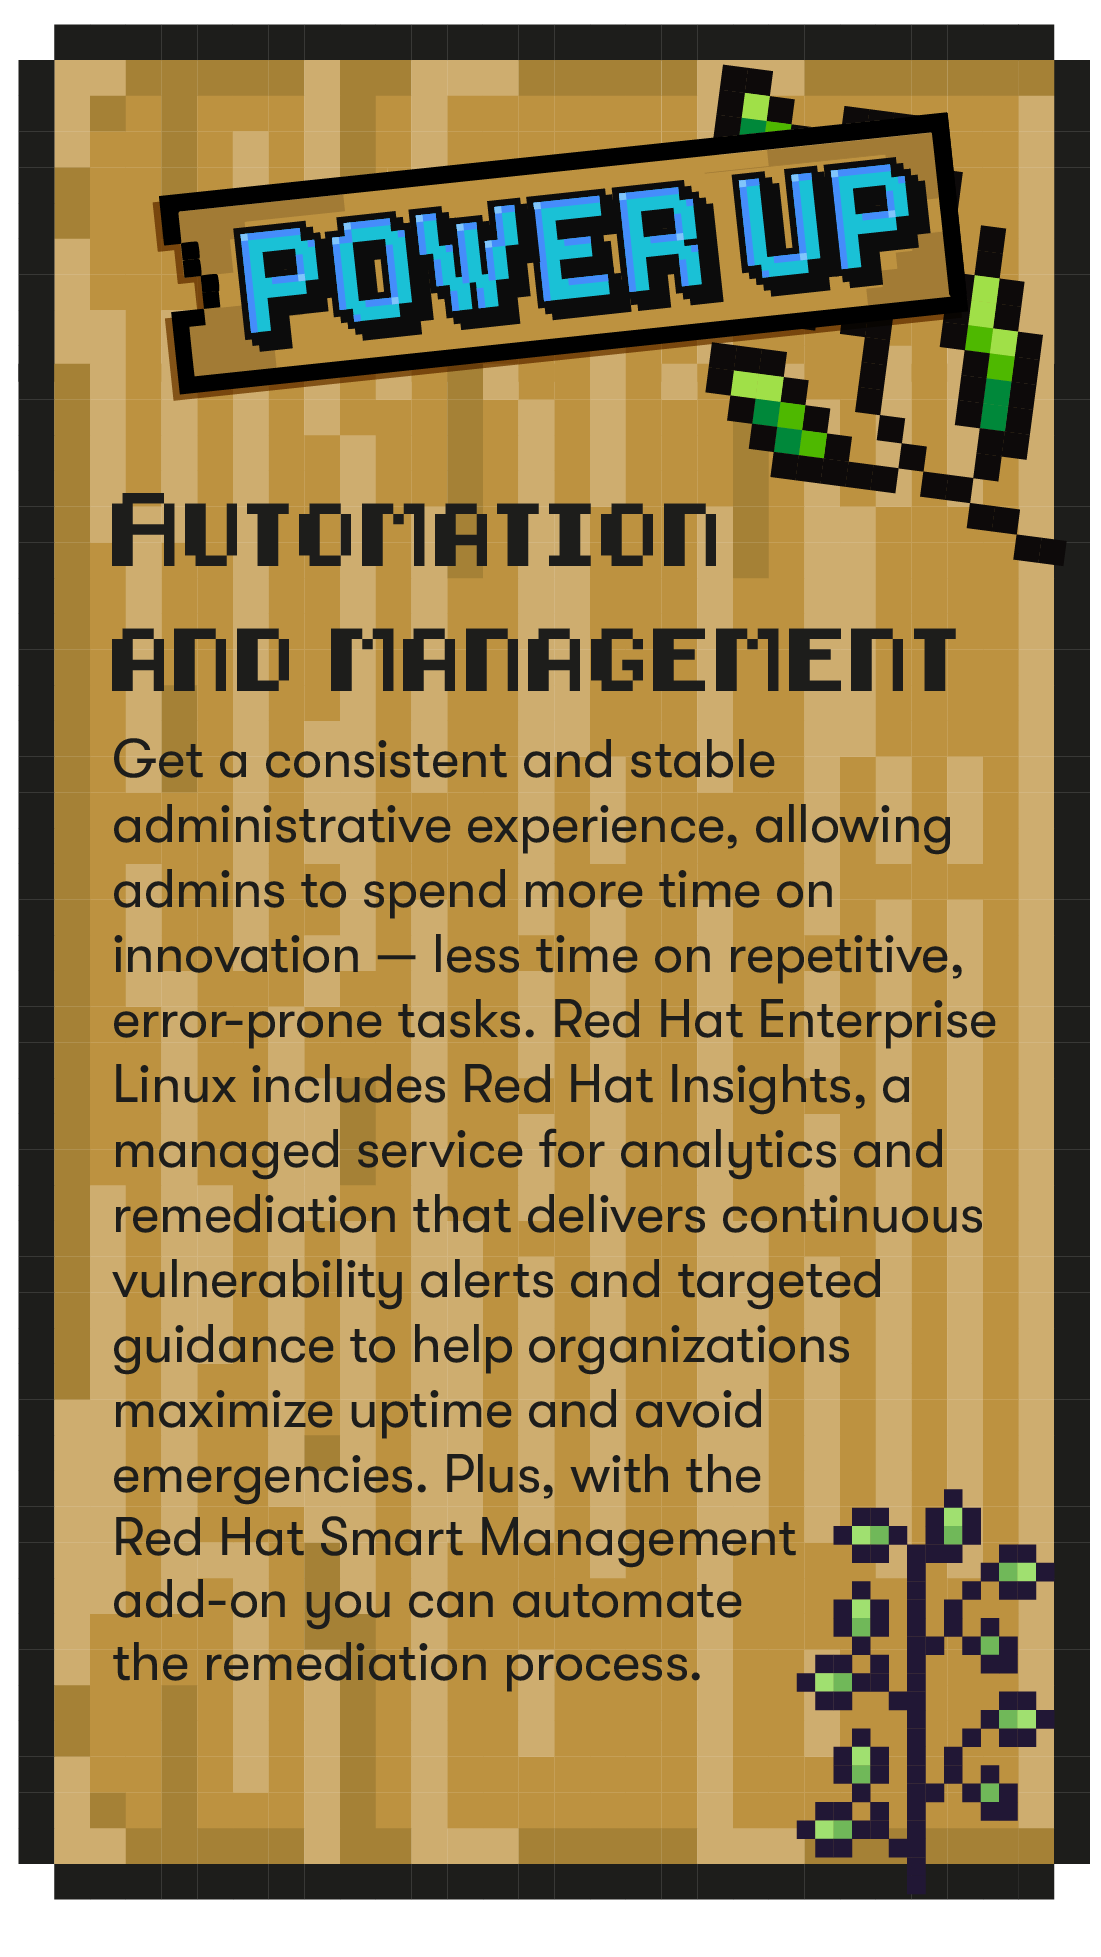 POWER UP
AUTOMATION
AND MANAGEMENT
Get a consistent and stable
administrative experience, allowing
admins to spend more time on
innovation — less time on repetitive,
error-prone tasks. Red Hat Enterprise
Linux includes Red Hat Insights, a
managed service for analytics and
remediation that delivers continuous
vulnerability alerts and targeted
guidance to help organizations
maximize uptime and avoid
emergencies. Plus, with the
Red Hat Smart Management
add-on you can automate
the remediation process.